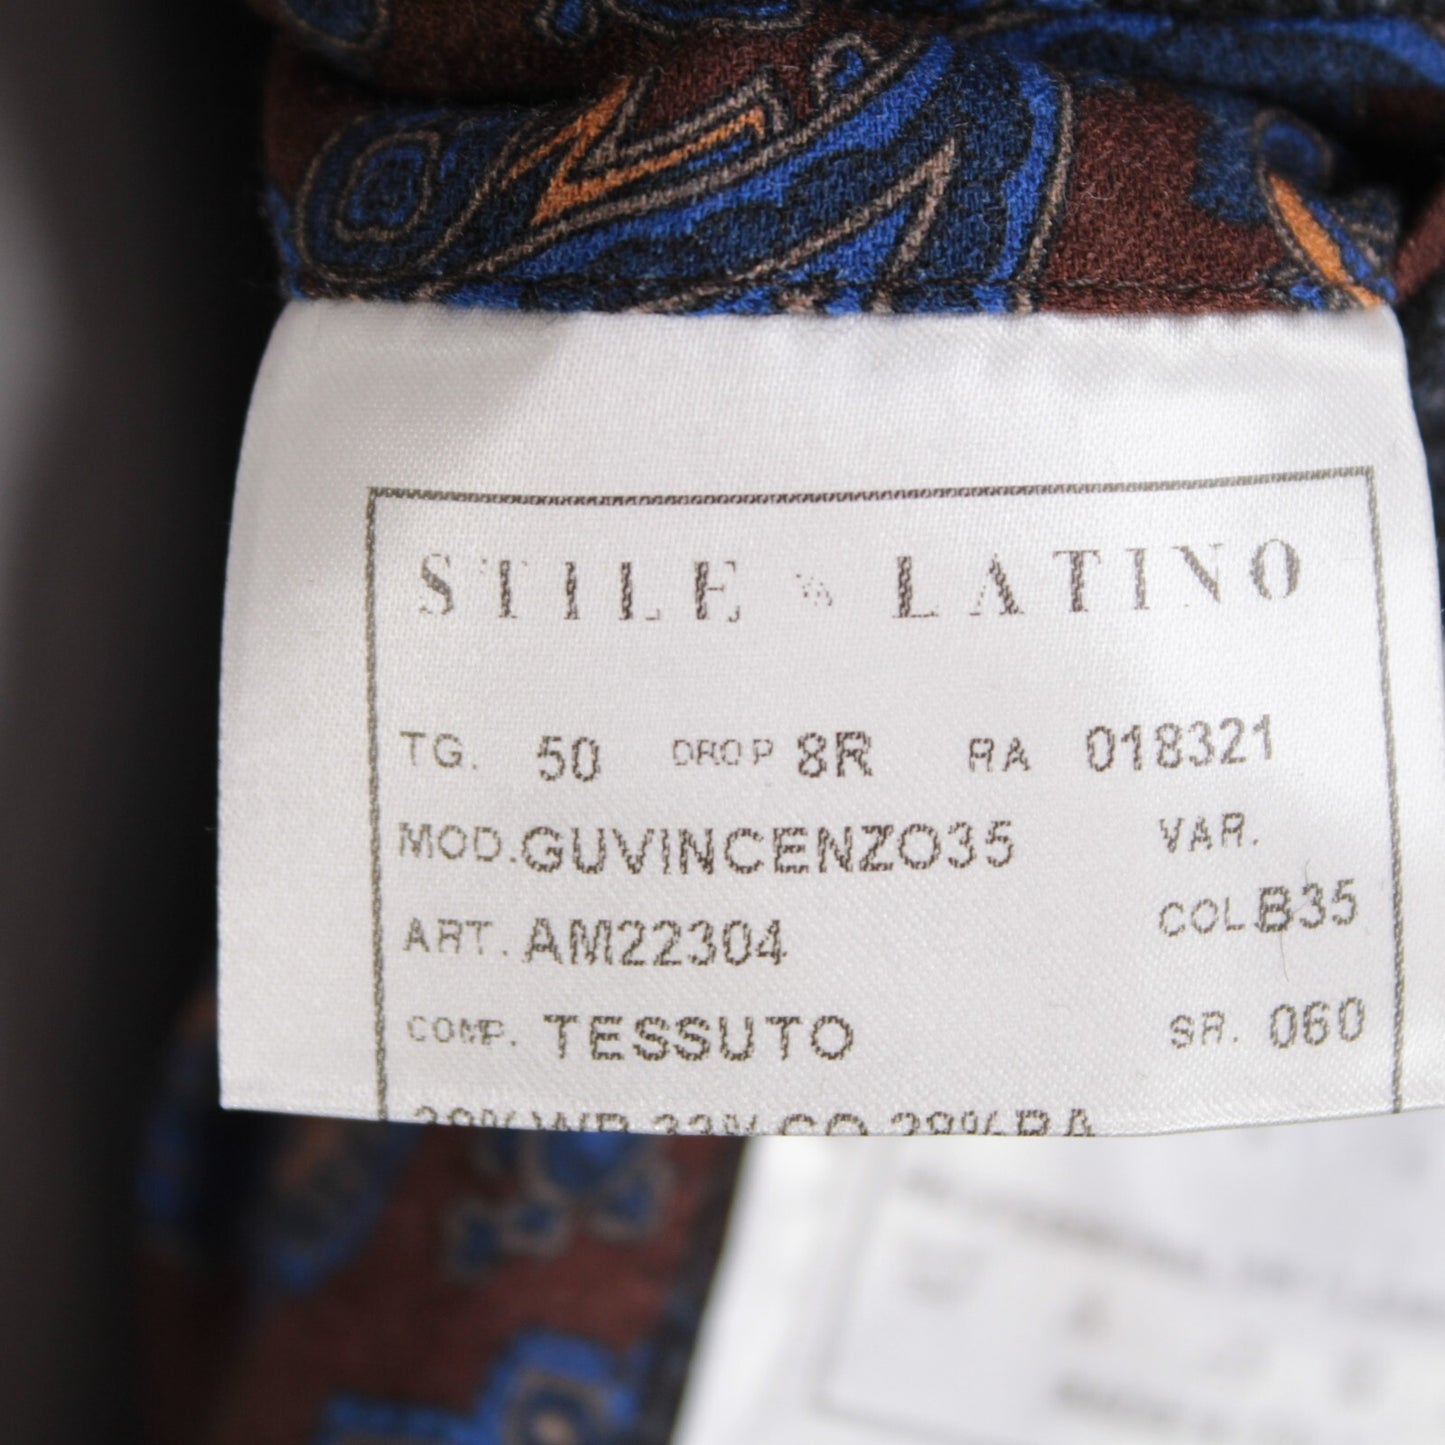 STILE LATINO
TG. 50 DROP 8R RA 018321
MOD. GUVINCENZO35 VAR.
ART. AM22304 COL B35
COMP. TESSUTO SR. 060